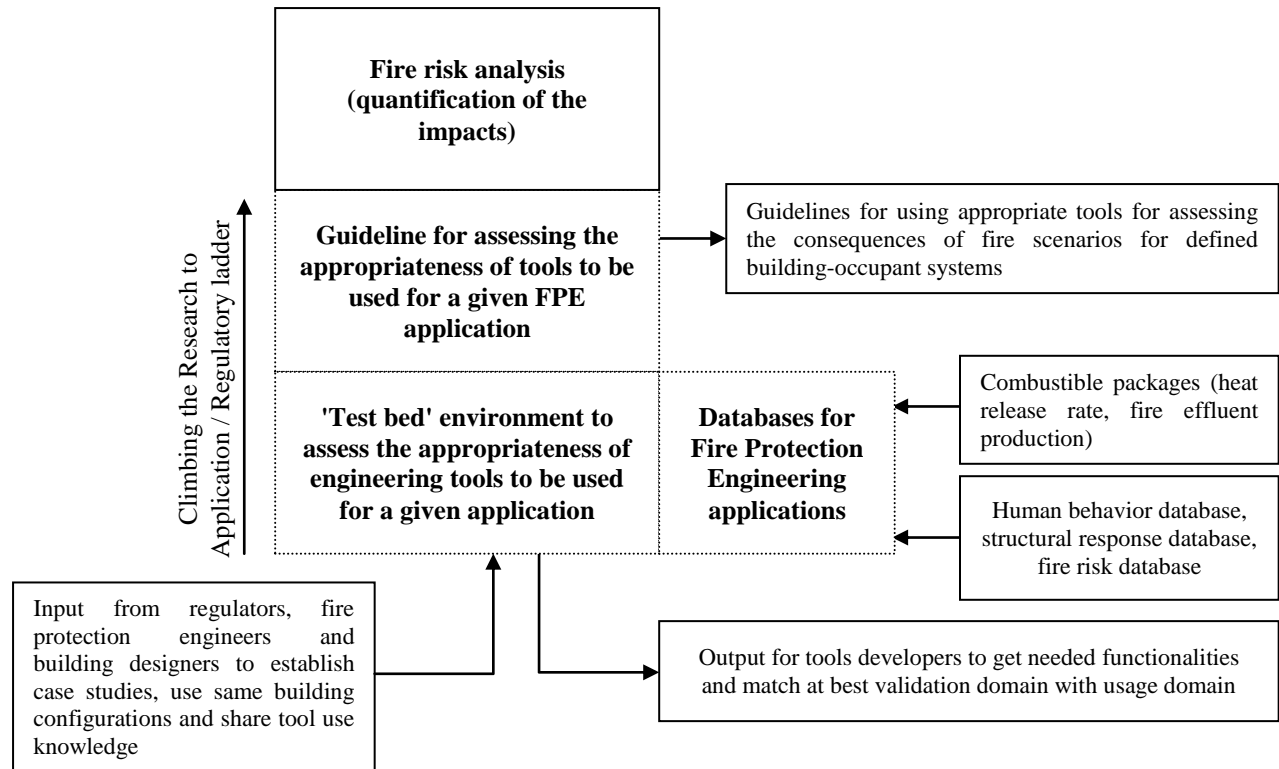 Fire risk analysis
(quantification of the
impacts)
Climbing the Research to
Application / Regulatory ladder
Guideline for assessing the
appropriateness of tools to be
used for a given FPE
application
Guidelines for using appropriate tools for assessing
the consequences of fire scenarios for defined
building-occupant systems
'Test bed' environment to
assess the appropriateness of
engineering tools to be used
for a given application
Databases for
Fire Protection
Engineering
applications
Combustible packages (heat
release rate, fire effluent
production)
Human behavior database,
structural response database,
fire risk database
Input from regulators, fire
protection engineers and
building designers to establish
case studies, use same building
configurations and share tool use
knowledge
Output for tools developers to get needed functionalities
and match at best validation domain with usage domain